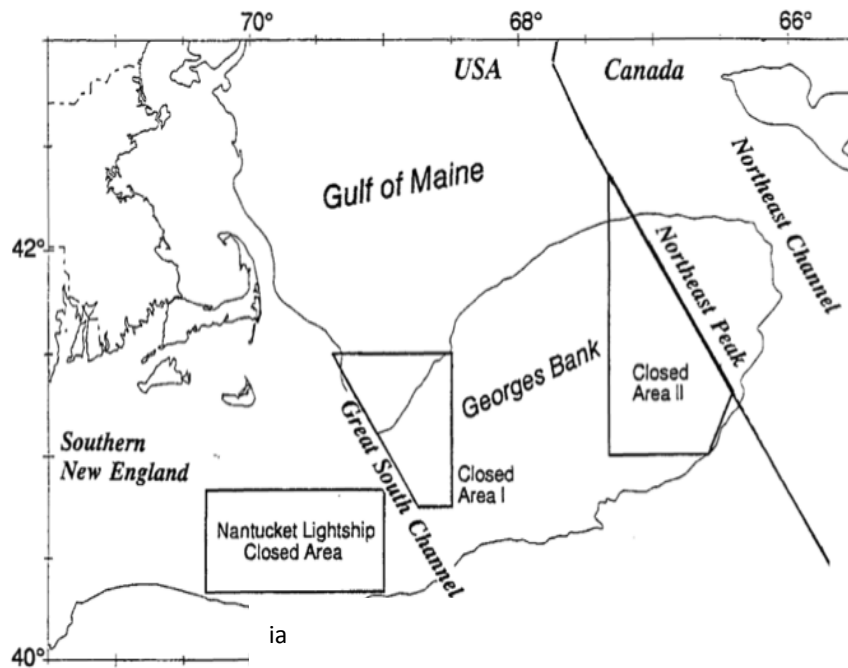 70°
68°
66°
USA
Canada
Gulf of Maine
Northeast Channel
Northeast Peak
42°
Georges Bank
Closed
Area II
Great South Channel
Southern
New England
Closed
Area I
Nantucket Lightship
Closed Area
ia
40°